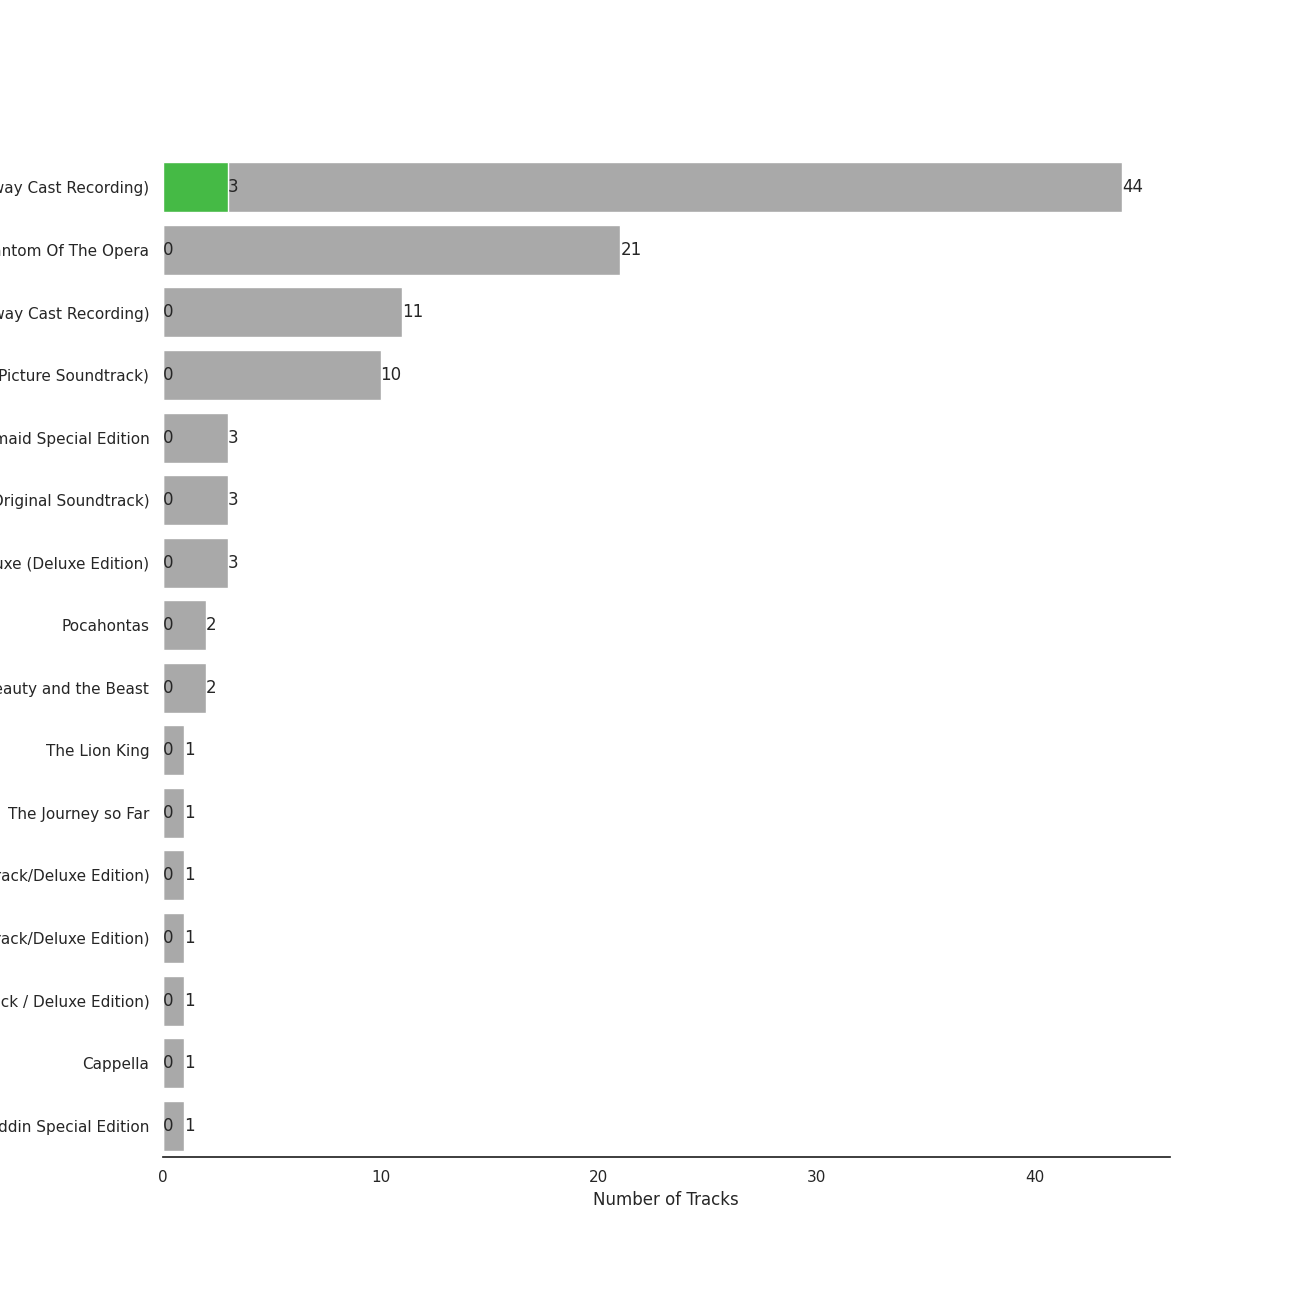 way Cast Recording) 3 44
ntom Of The Opera 0 21
way Cast Recording) 0 11
Picture Soundtrack) 0 10
maid Special Edition 0 3
Original Soundtrack) 0 3
uxe (Deluxe Edition) 0 3
Pocahontas 0 2
eauty and the Beast 0 2
The Lion King 0 1
The Journey so Far 0 1
rack/Deluxe Edition) 0 1
rack/Deluxe Edition) 0 1
ck / Deluxe Edition) 0 1
Cappella 0 1
ddin Special Edition 0 1
0 10 20 30 40
Number of Tracks